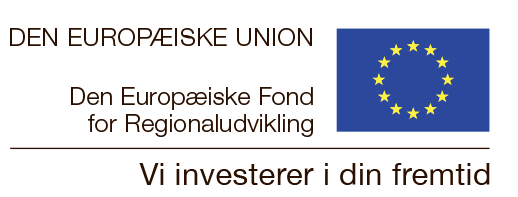 DEN EUROPÆISKE UNION
Den Europæiske Fond
for Regionaludvikling
Vi investerer i din fremtid